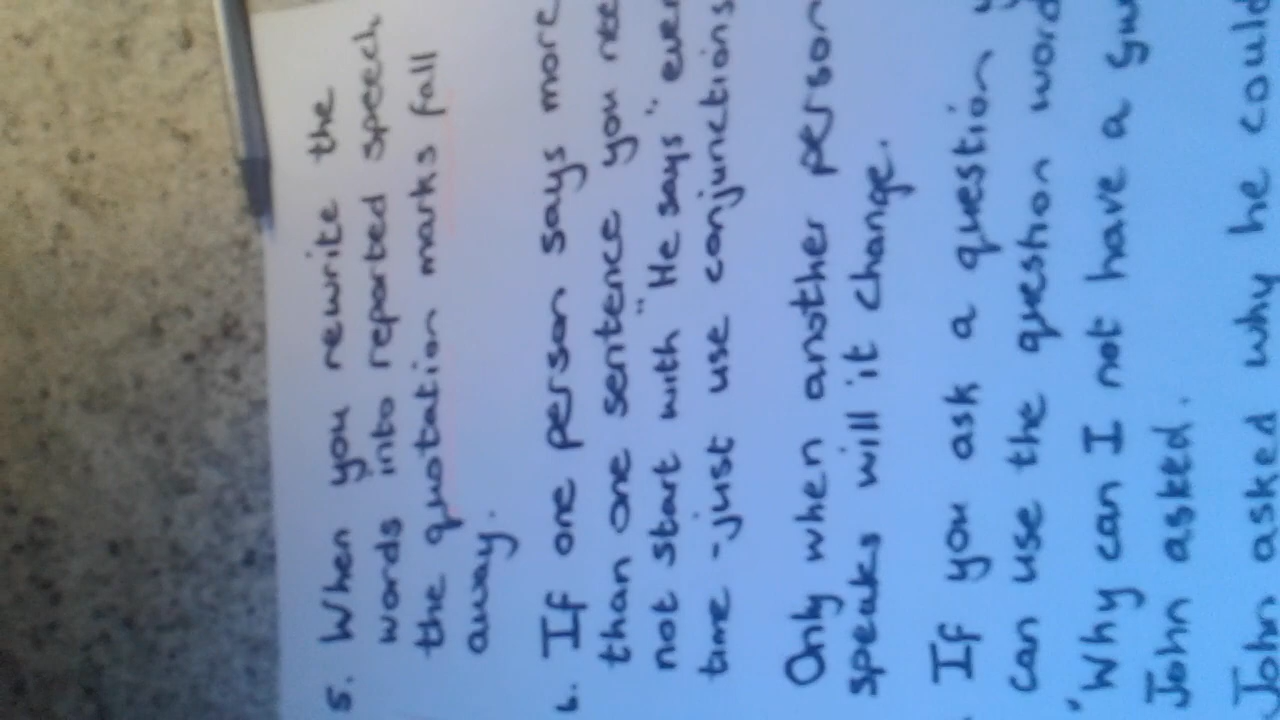 5. When you rewrite the
words into reported speech
the quotation marks fall
away.
6. If one person says more
than one sentence you nee
not start with "He says" ever
time - just use conjunctions
Only when another person
speaks will it change.
If you ask a question y
can use the question word
'Why can I not have a
John asked.
John asked why he could